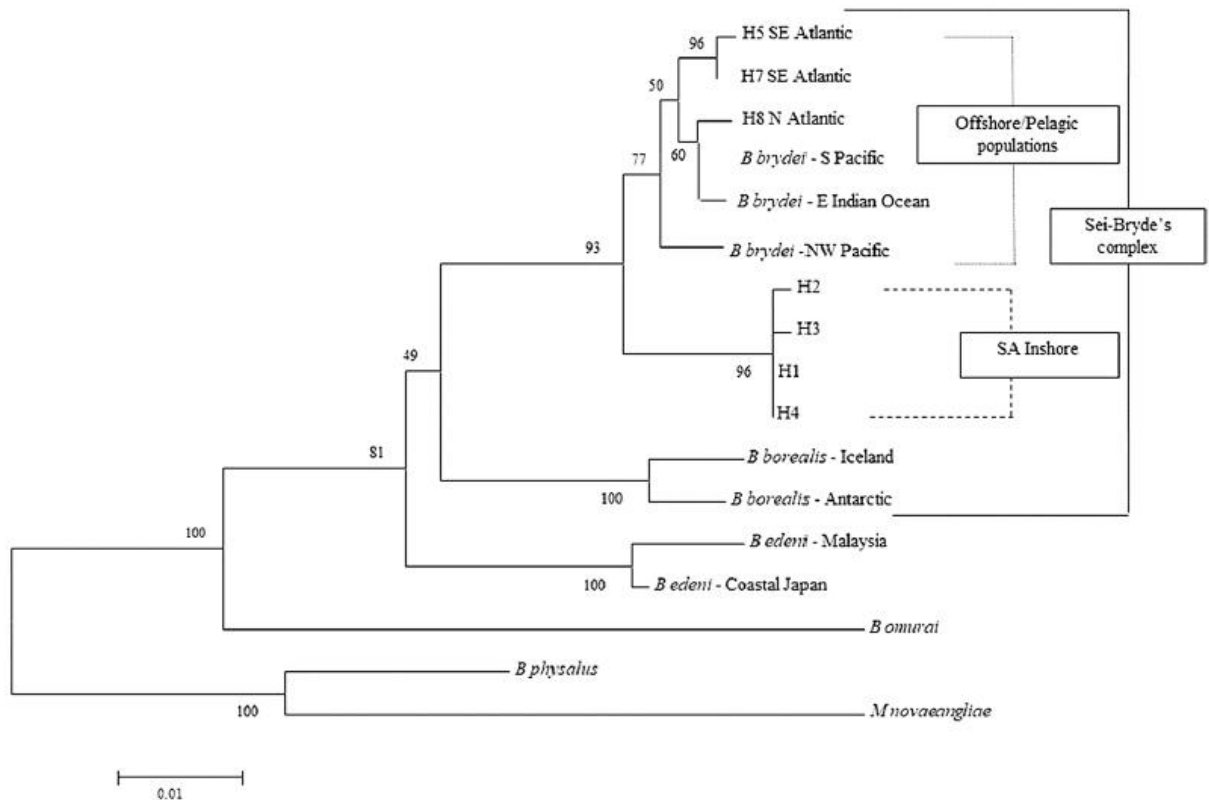 96
H5 SE Atlantic
H7 SE Atlantic
50
H8 N Atlantic
60
B brydei - S Pacific
77
B brydei - E Indian Ocean
B brydei -NW Pacific
Offshore/Pelagic
populations
Sei-Bryde's
complex
93
H2
H3
96
H1
H4
SA Inshore
49
B borealis - Iceland
100
B borealis - Antarctic
81
B edeni - Malaysia
100
B edeni - Coastal Japan
100
B omurai
B physalus
100
M novaeangliae
0.01